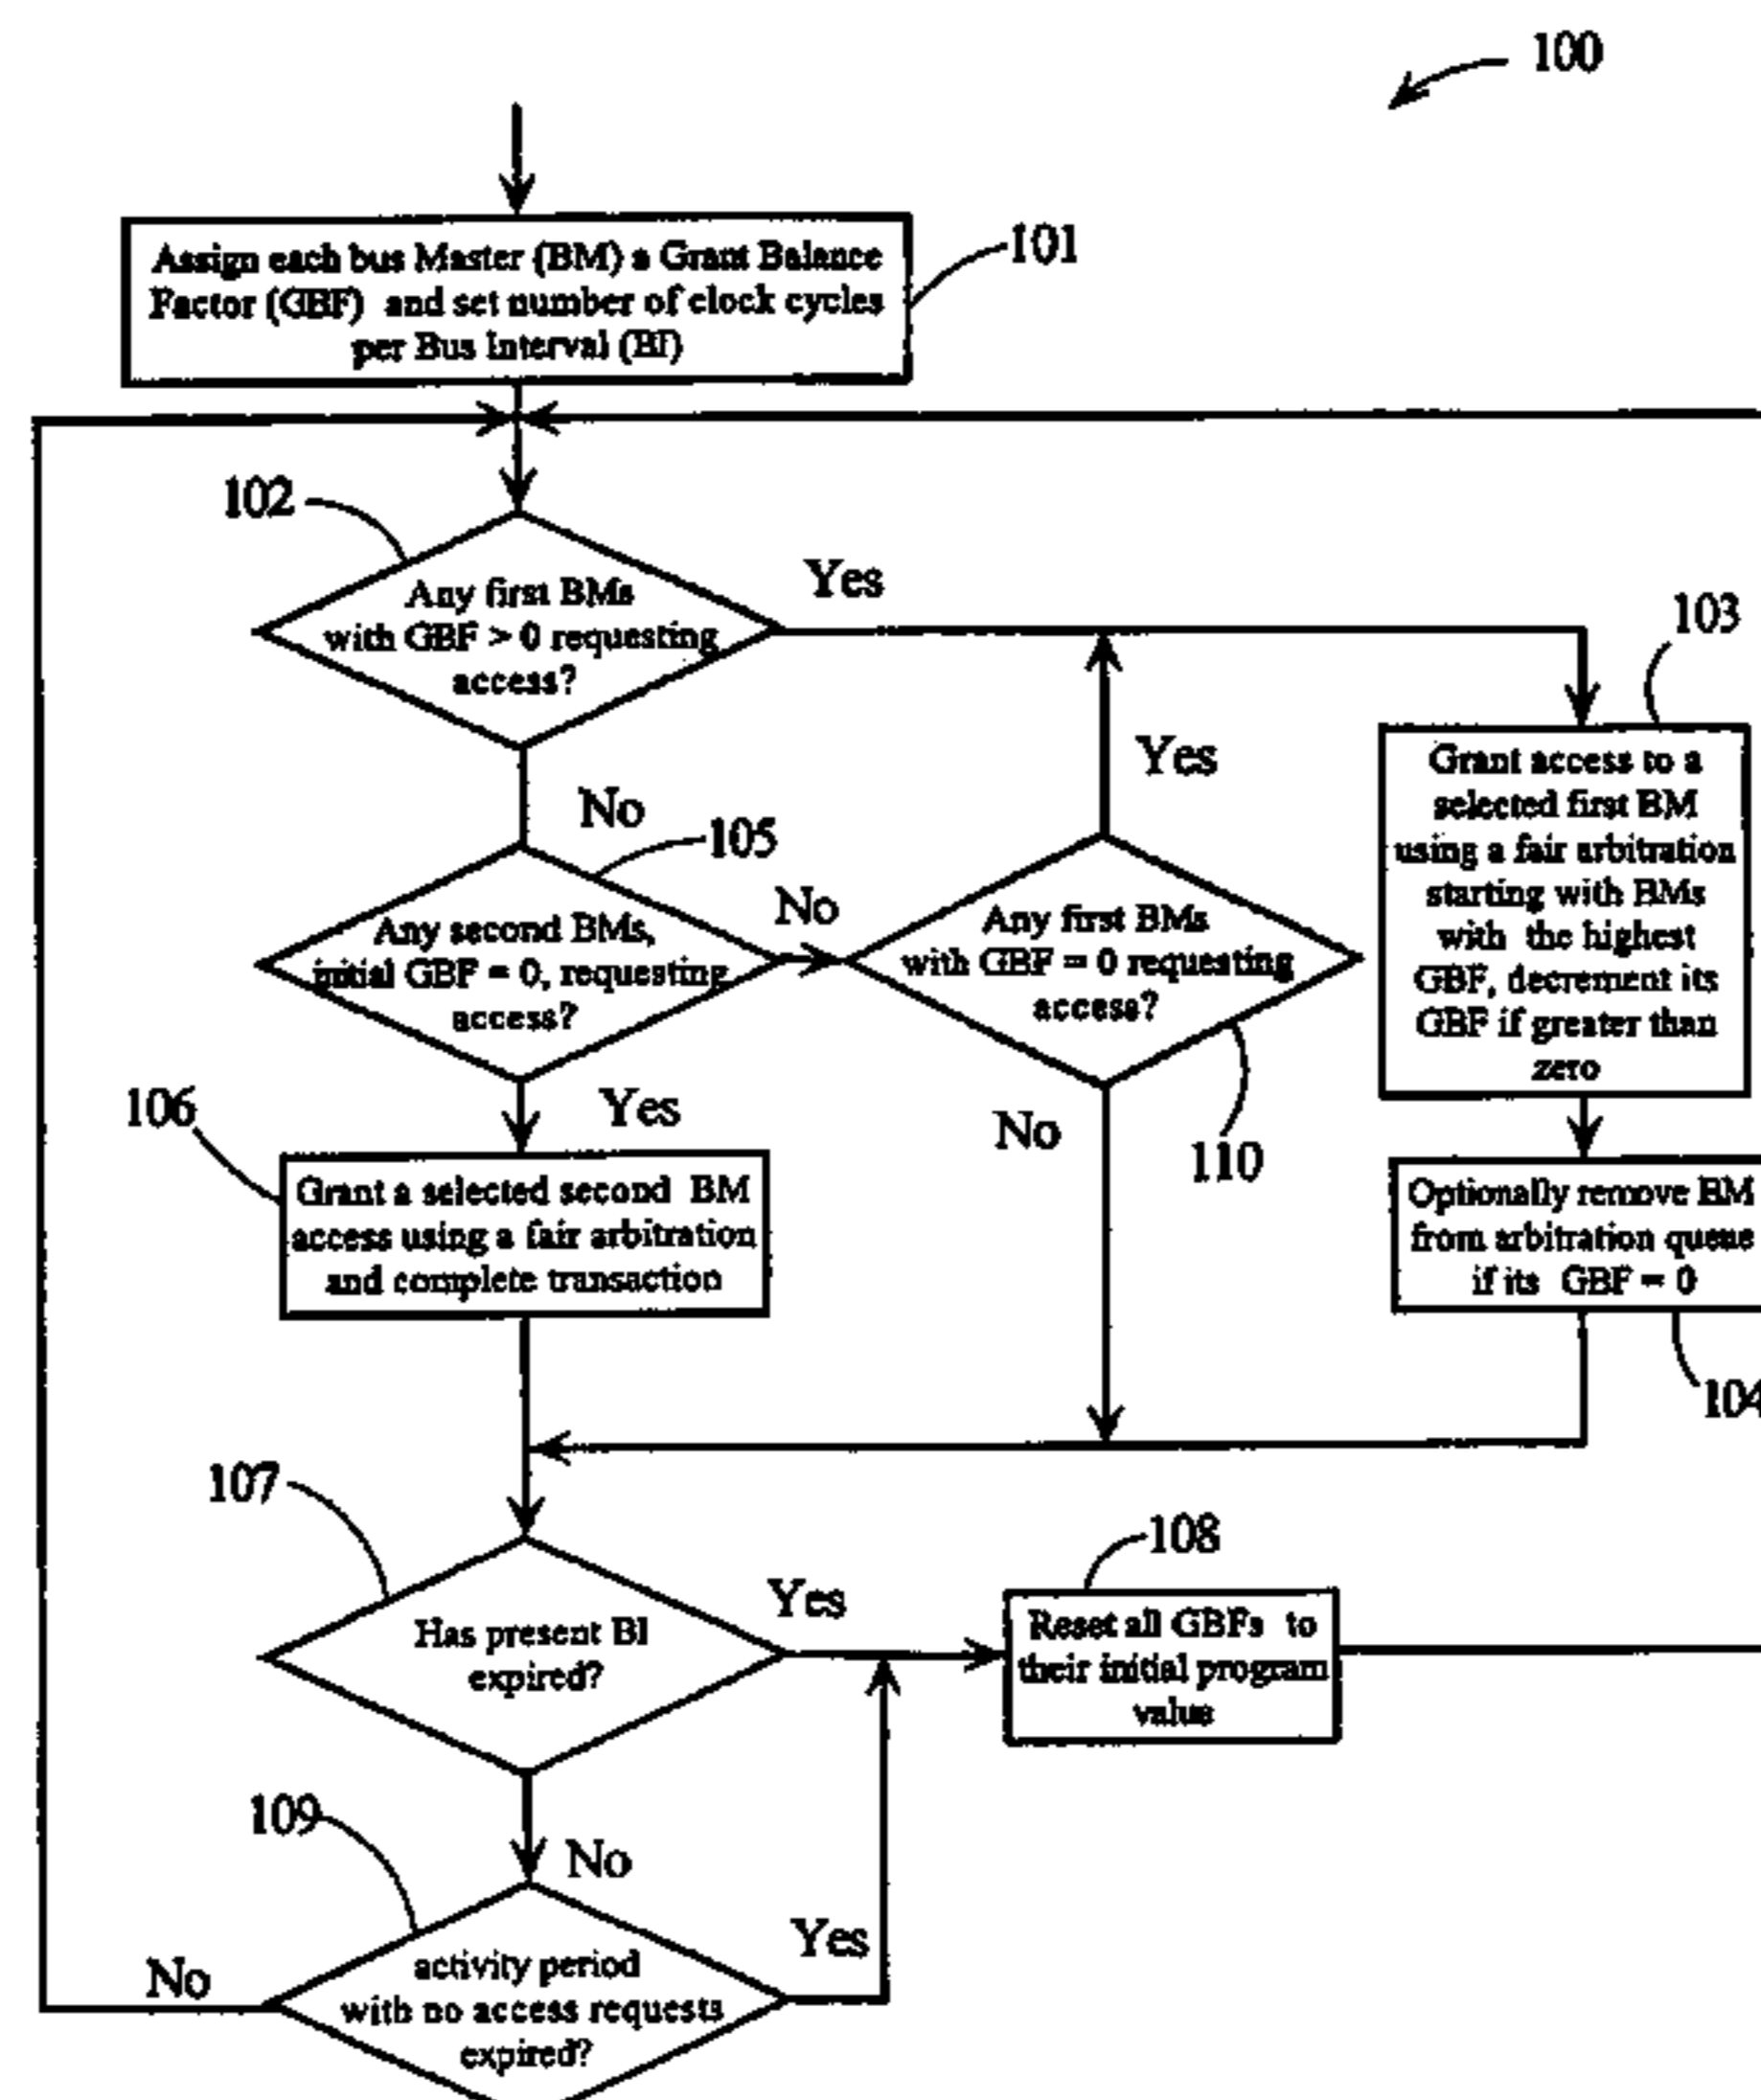 100
Assign each bus Master (BM) a Grant Balance
Factor (GBF) and set number of clock cycles
per Bus Interval (BI)
101
102
Any first BMs
with GBF > 0 requesting
access?
Yes
No
103
Grant access to a
selected first BM
using a fair arbitration
starting with BMs
with the highest
GBF, decrement its
GBF if greater than
zero
105
Any second BMs,
initial GBF = 0, requesting
access?
No
Yes
Any first BMs
with GBF = 0 requesting
access?
Yes
No
110
106
Grant a selected second BM
access using a fair arbitration
and complete transaction
Optionally remove BM
from arbitration queue
if its GBF = 0
104
107
Has present BI
expired?
Yes
No
108
Reset all GBFs to
their initial program
value
109
activity period
with no access requests
expired?
Yes
No